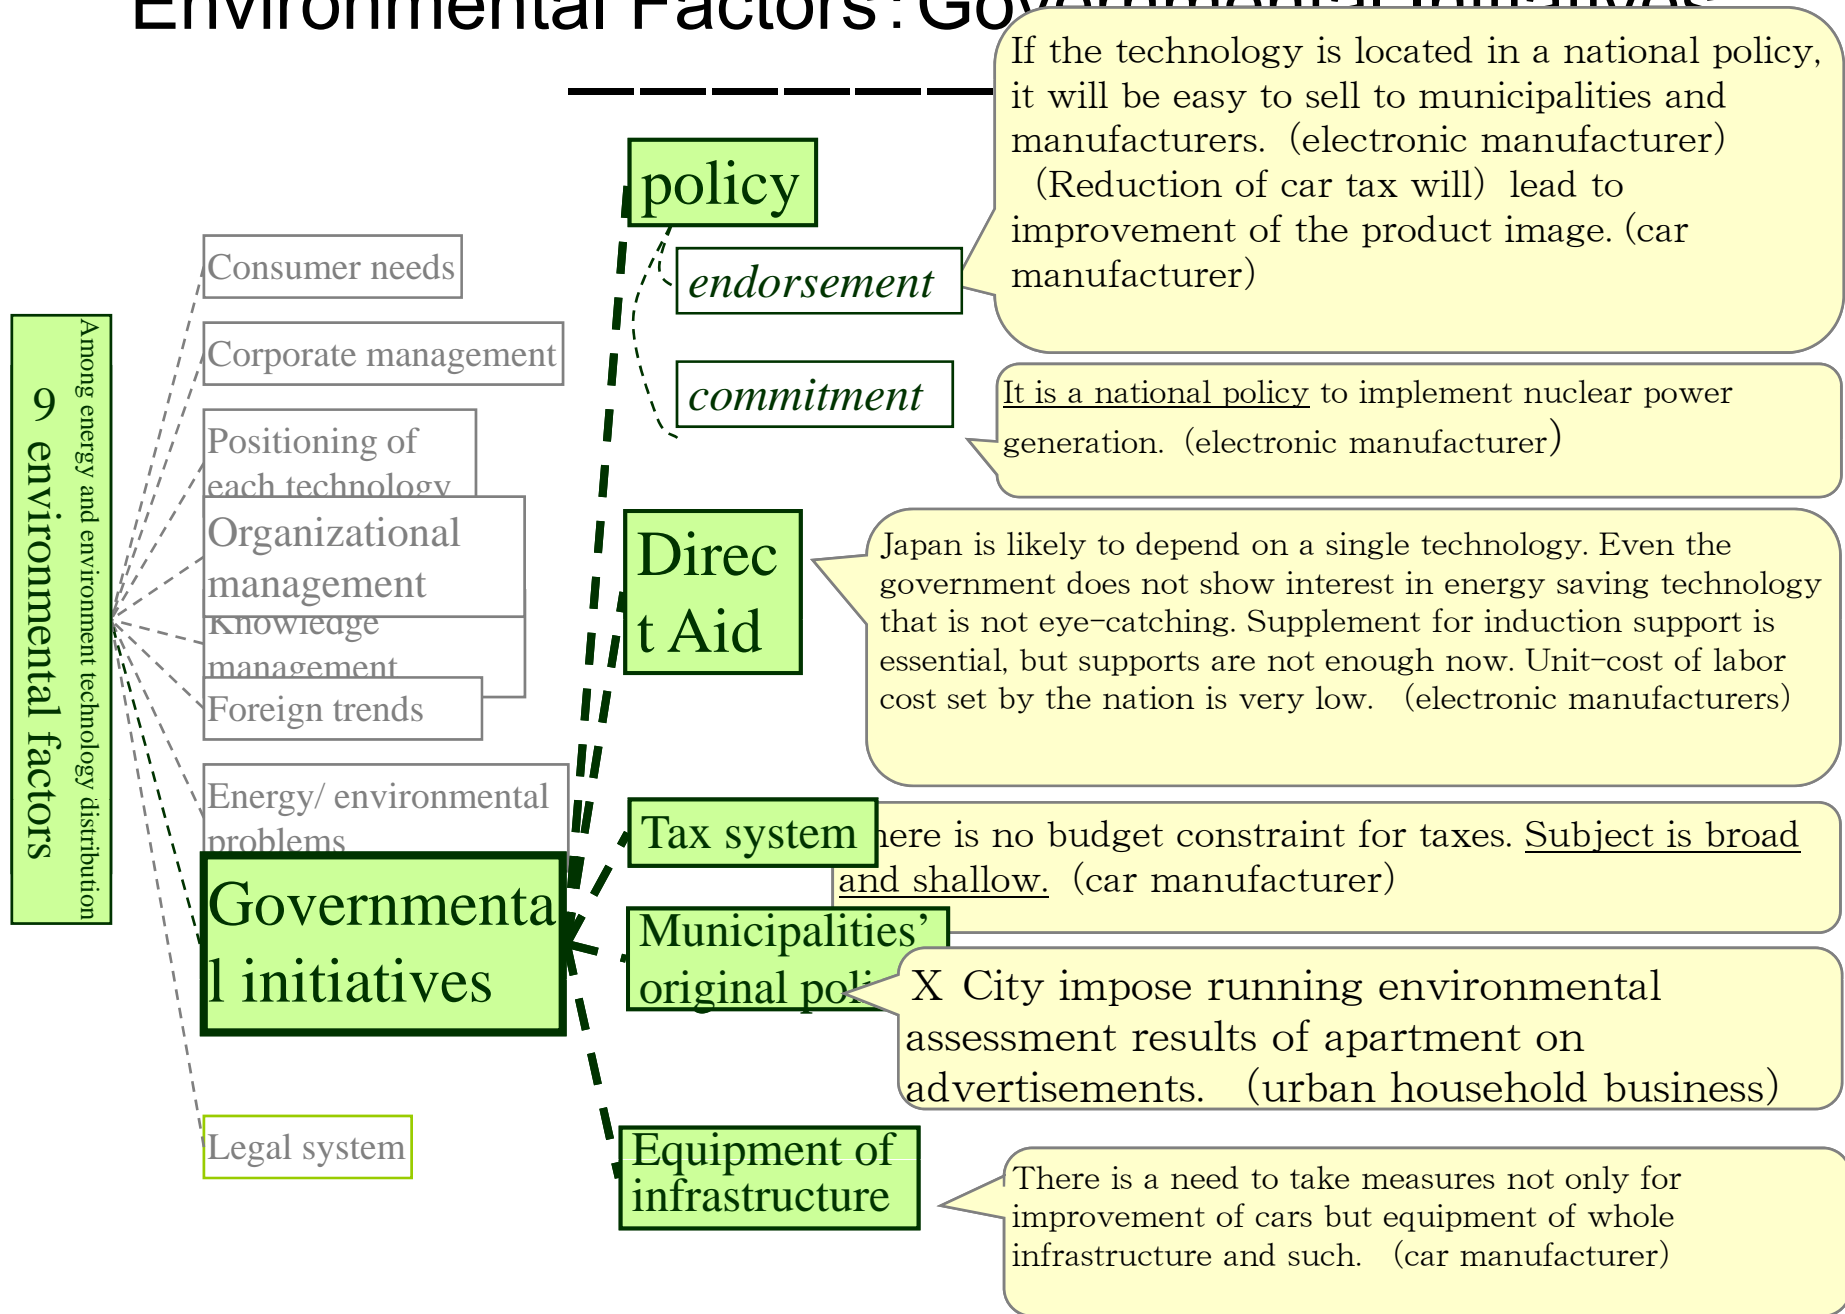 Environmental Factors: Governmental Initiatives
If the technology is located in a national policy,
it will be easy to sell to municipalities and
manufacturers. (electronic manufacturer)
(Reduction of car tax will) lead to
improvement of the product image. (car
manufacturer)
policy
endorsement
commitment
It is a national policy to implement nuclear power
generation. (electronic manufacturer)
Consumer needs
Corporate management
Positioning of
each technology
Organizational
management
Knowledge
management
Foreign trends
Energy/ environmental
problems
Governmenta
l initiatives
Legal system
Among energy and environment technology distribution
9 environmental factors
Direc
t Aid
Japan is likely to depend on a single technology. Even the
government does not show interest in energy saving technology
that is not eye-catching. Supplement for induction support is
essential, but supports are not enough now. Unit-cost of labor
cost set by the nation is very low. (electronic manufacturers)
Tax system
here is no budget constraint for taxes. Subject is broad
and shallow. (car manufacturer)
Municipalities’
original poli
X City impose running environmental
assessment results of apartment on
advertisements. (urban household business)
Equipment of
infrastructure
There is a need to take measures not only for
improvement of cars but equipment of whole
infrastructure and such. (car manufacturer)